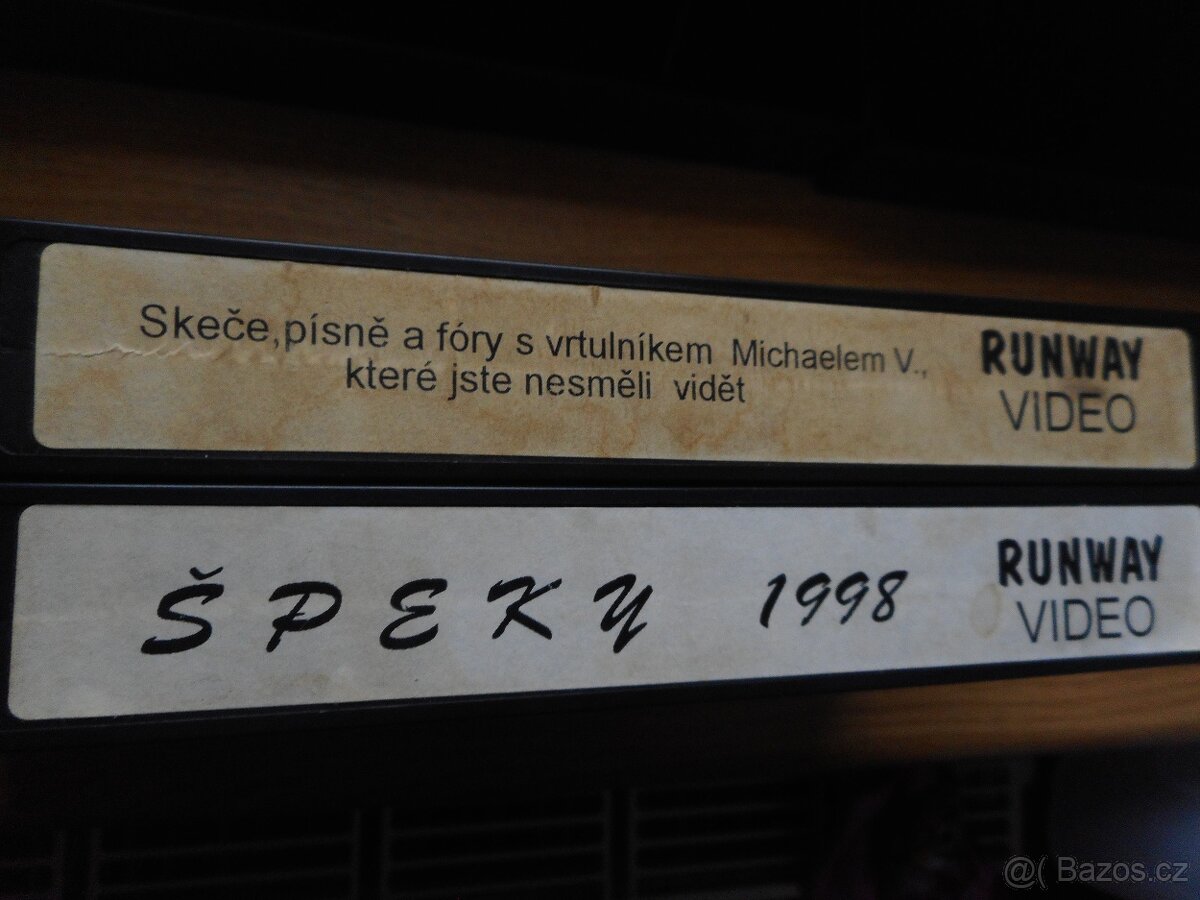 Skeče,písně a fóry s vrtulníkem Michaelem V.,
které jste nesměli vidět
RUNWAY
VIDEO
ŠPEKY 1998
RUNWAY
VIDEO
@( Bazos.cz